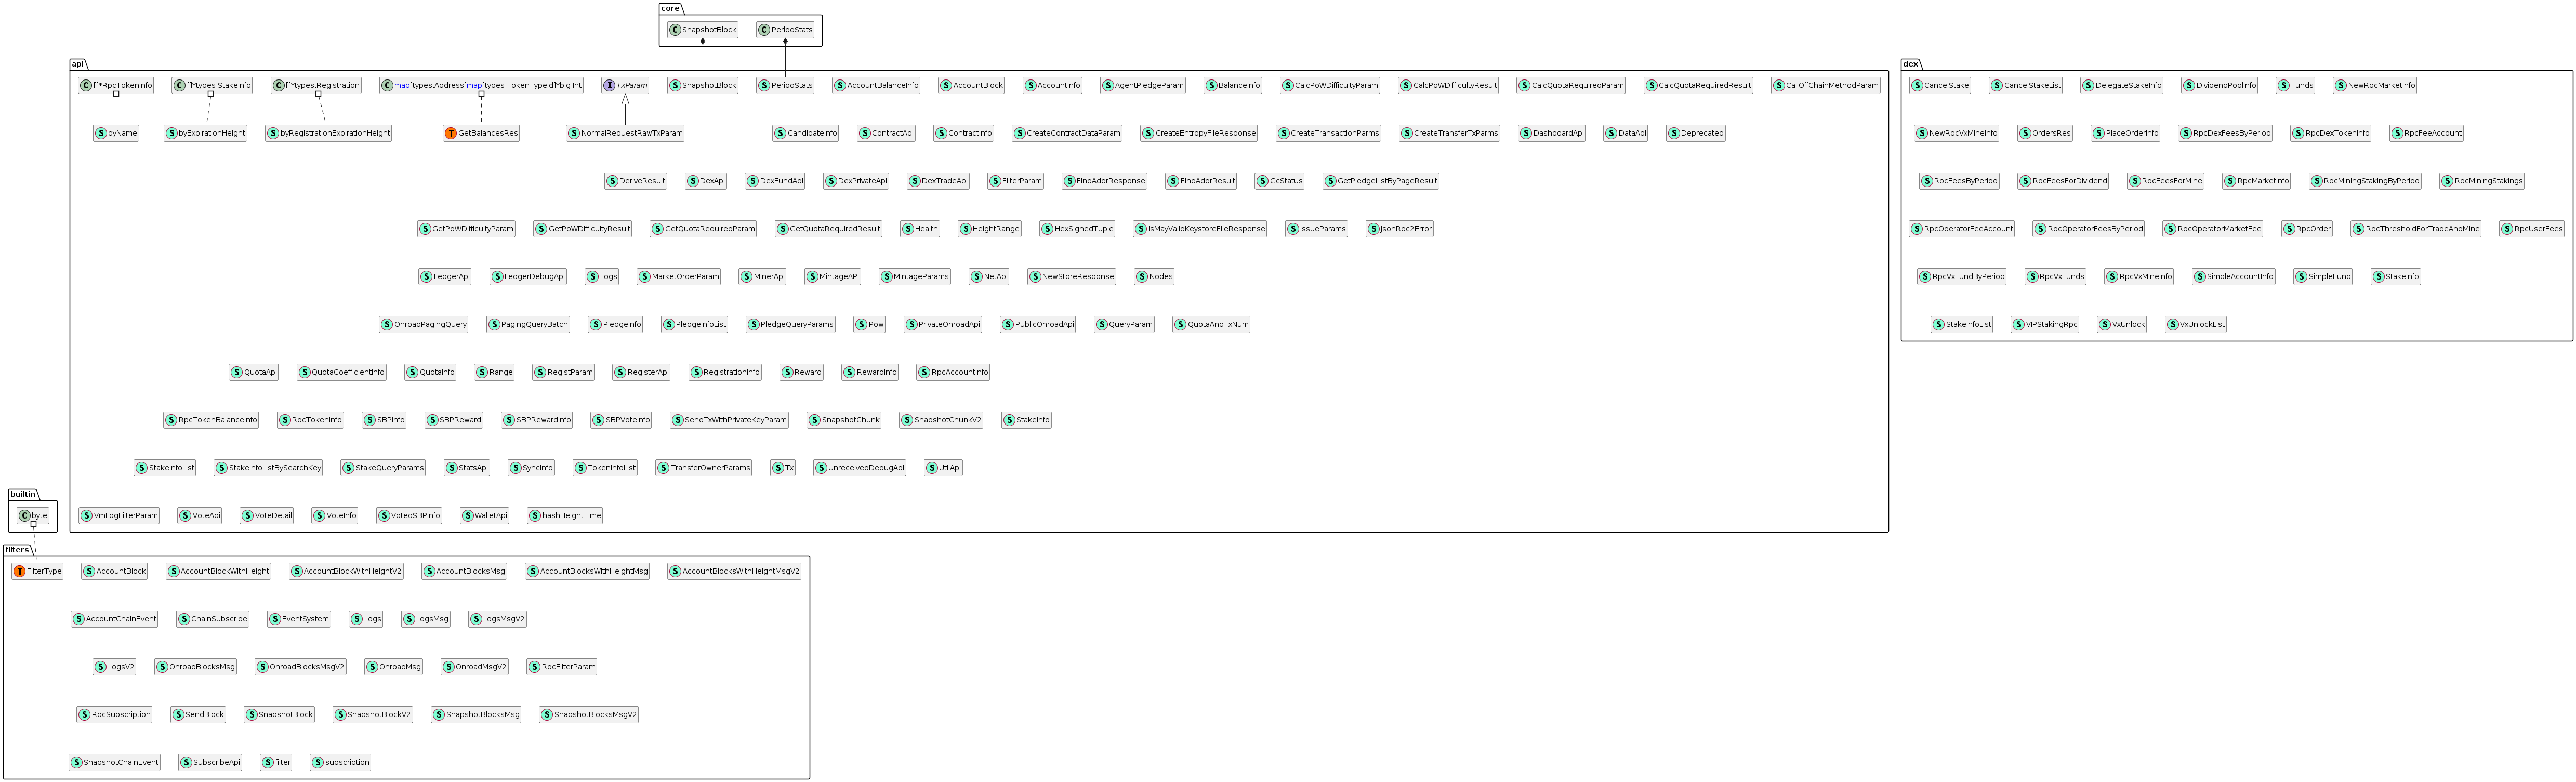 core
C SnapshotBlock
C PeriodStats
api
C []*RpcTokenInfo
C []*types.StakeInfo
C []*types.Registration
C map[types.Address]map[types.TokenTypeId]*big.Int
I TxParam
S SnapshotBlock
S PeriodStats
S AccountBalanceInfo
S AccountBlock
S AccountInfo
S AgentPledgeParam
S BalanceInfo
S CalcPoWDifficultyParam
S CalcPoWDifficultyResult
S CalcQuotaRequiredParam
S CalcQuotaRequiredResult
S CallOffChainMethodParam
S byName
S byExpirationHeight
S byRegistrationExpirationHeight
T GetBalancesRes
S NormalRequestRawTxParam
S CandidateInfo
S ContractApi
S ContractInfo
S CreateContractDataParam
S CreateEntropyFileResponse
S CreateTransactionParms
S CreateTransferTxParms
S DashboardApi
S DataApi
S Deprecated
S DeriveResult
S DexApi
S DexFundApi
S DexPrivateApi
S DexTradeApi
S FilterParam
S FindAddrResponse
S FindAddrResult
S GcStatus
S GetPledgeListByPageResult
S GetPoWDifficultyParam
S GetPoWDifficultyResult
S GetQuotaRequiredParam
S GetQuotaRequiredResult
S Health
S HeightRange
S HexSignedTuple
S IsMayValidKeystoreFileResponse
S IssueParams
S JsonRpc2Error
S LedgerApi
S LedgerDebugApi
S Logs
S MarketOrderParam
S MinerApi
S MintageAPI
S MintageParams
S NetApi
S NewStoreResponse
S Nodes
S OnroadPagingQuery
S PagingQueryBatch
S PledgeInfo
S PledgeInfoList
S PledgeQueryParams
S Pow
S PrivateOnroadApi
S PublicOnroadApi
S QueryParam
S QuotaAndTxNum
S QuotaApi
S QuotaCoefficientInfo
S QuotaInfo
S Range
S RegistParam
S RegisterApi
S RegistrationInfo
S Reward
S RewardInfo
S RpcAccountInfo
S RpcTokenBalanceInfo
S RpcTokenInfo
S SBPInfo
S SBPReward
S SBPRewardInfo
S SBPVoteInfo
S SendTxWithPrivateKeyParam
S SnapshotChunk
S SnapshotChunkV2
S StakeInfo
S StakeInfoList
S StakeInfoListBySearchKey
S StakeQueryParams
S StatsApi
S SyncInfo
S TokenInfoList
S TransferOwnerParams
S Tx
S UnreceivedDebugApi
S UtilApi
S VmLogFilterParam
S VoteApi
S VoteDetail
S VoteInfo
S VotedSBPInfo
S WalletApi
S hashHeightTime
dex
S CancelStake
S CancelStakeList
S DelegateStakeInfo
S DividendPoolInfo
S Funds
S NewRpcMarketInfo
S NewRpcVxMineInfo
S OrdersRes
S PlaceOrderInfo
S RpcDexFeesByPeriod
S RpcDexTokenInfo
S RpcFeeAccount
S RpcFeesByPeriod
S RpcFeesForDividend
S RpcFeesForMine
S RpcMarketInfo
S RpcMiningStakingByPeriod
S RpcMiningStakings
S RpcOperatorFeeAccount
S RpcOperatorFeesByPeriod
S RpcOperatorMarketFee
S RpcOrder
S RpcThresholdForTradeAndMine
S RpcUserFees
S RpcVxFundByPeriod
S RpcVxFunds
S RpcVxMineInfo
S SimpleAccountInfo
S SimpleFund
S StakeInfo
S StakeInfoList
S VIPStakingRpc
S VxUnlock
S VxUnlockList
builtin
C byte
filters
T FilterType
S AccountBlock
S AccountBlockWithHeight
S AccountBlockWithHeightV2
S AccountBlocksMsg
S AccountBlocksWithHeightMsg
S AccountBlocksWithHeightMsgV2
S AccountChainEvent
S ChainSubscribe
S EventSystem
S Logs
S LogsMsg
S LogsMsgV2
S LogsV2
S OnroadBlocksMsg
S OnroadBlocksMsgV2
S OnroadMsg
S OnroadMsgV2
S RpcFilterParam
S RpcSubscription
S SendBlock
S SnapshotBlock
S SnapshotBlockV2
S SnapshotBlocksMsg
S SnapshotBlocksMsgV2
S SnapshotChainEvent
S SubscribeApi
S filter
S subscription